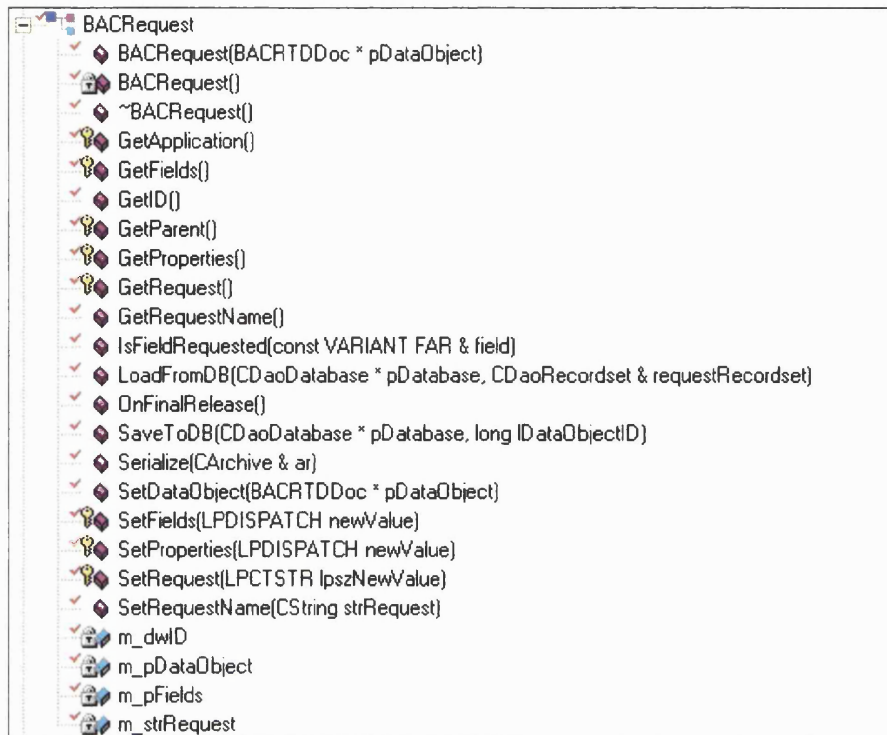 BACRequest
BACRequest(BACRTDDoc * pDataObject)
BACRequest()
~BACRequest()
GetApplication()
GetFields()
GetID()
GetParent()
GetProperties()
GetRequest()
GetRequestName()
IsFieldRequested(const VARIANT FAR & field)
LoadFromDB(CDaoDatabase * pDatabase, CDaoRecordset & requestRecordset)
OnFinalRelease()
SaveToDB(CDaoDatabase * pDatabase, long lDataObjectID)
Serialize(CArchive & ar)
SetDataObject(BACRTDDoc * pDataObject)
SetFields(LPDISPATCH newValue)
SetProperties(LPDISPATCH newValue)
SetRequest(LPCTSTR lpszNewValue)
SetRequestName(CString strRequest)
m_dwID
m_pDataObject
m_pFields
m_strRequest